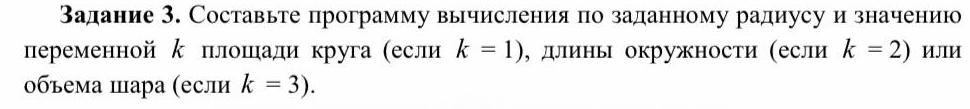 Задание 3. Составьте программу вычисления по заданному радиусу и значению
переменной k площади круга (если k = 1), длины окружности (если k = 2) или
объема шара (если k = 3).